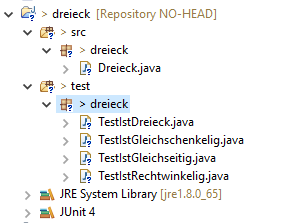 > dreieck [Repository NO-HEAD]
> src
> dreieck
Dreieck.java
> test
> dreieck
TestIstDreieck.java
TestIstGleichschenkelig.java
TestIstGleichseitig.java
TestIstRechtwinkelig.java
JRE System Library [jre1.8.0_65]
JUnit 4